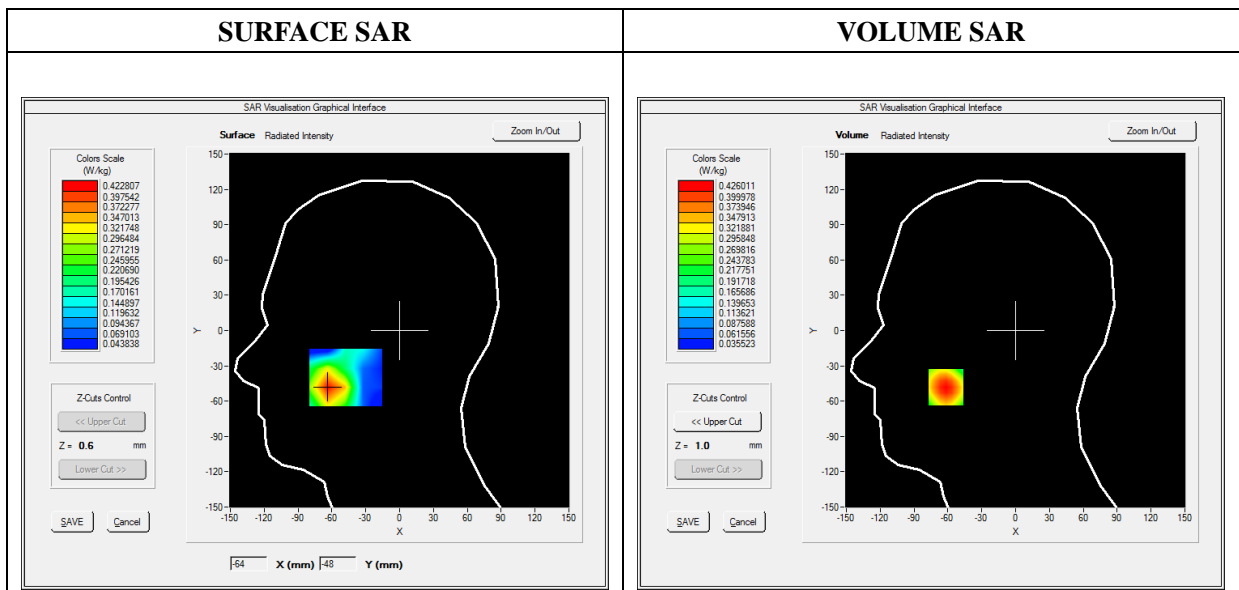 SURFACE SAR
VOLUME SAR
SAR Visualisation Graphical Interface
Surface Radiated Intensity
Zoom In/Out
Colors Scale
(W/kg)
0.422807
0.397542
0.372277
0.347013
0.321748
0.296484
0.271219
0.245955
0.220690
0.195426
0.170161
0.144897
0.119632
0.094367
0.069103
0.043838
Z-Cuts Control
<< Upper Cut
Z = 0.6 mm
Lower Cut >>
SAVE Cancel
150
120
90
60
30
0
-30
-60
-90
-120
-150
Y
-150 -120 -90 -60 -30 0 30 60 90 120 150
X
-64 X (mm) -48 Y (mm)
SAR Visualisation Graphical Interface
Volume Radiated Intensity
Zoom In/Out
Colors Scale
(W/kg)
0.426011
0.399978
0.373946
0.347913
0.321881
0.295848
0.269816
0.243783
0.217751
0.191718
0.165686
0.139653
0.113621
0.087588
0.061556
0.035523
Z-Cuts Control
<< Upper Cut
Z = 1.0 mm
Lower Cut >>
SAVE Cancel
150
120
90
60
30
0
-30
-60
-90
-120
-150
Y
-150 -120 -90 -60 -30 0 30 60 90 120 150
X